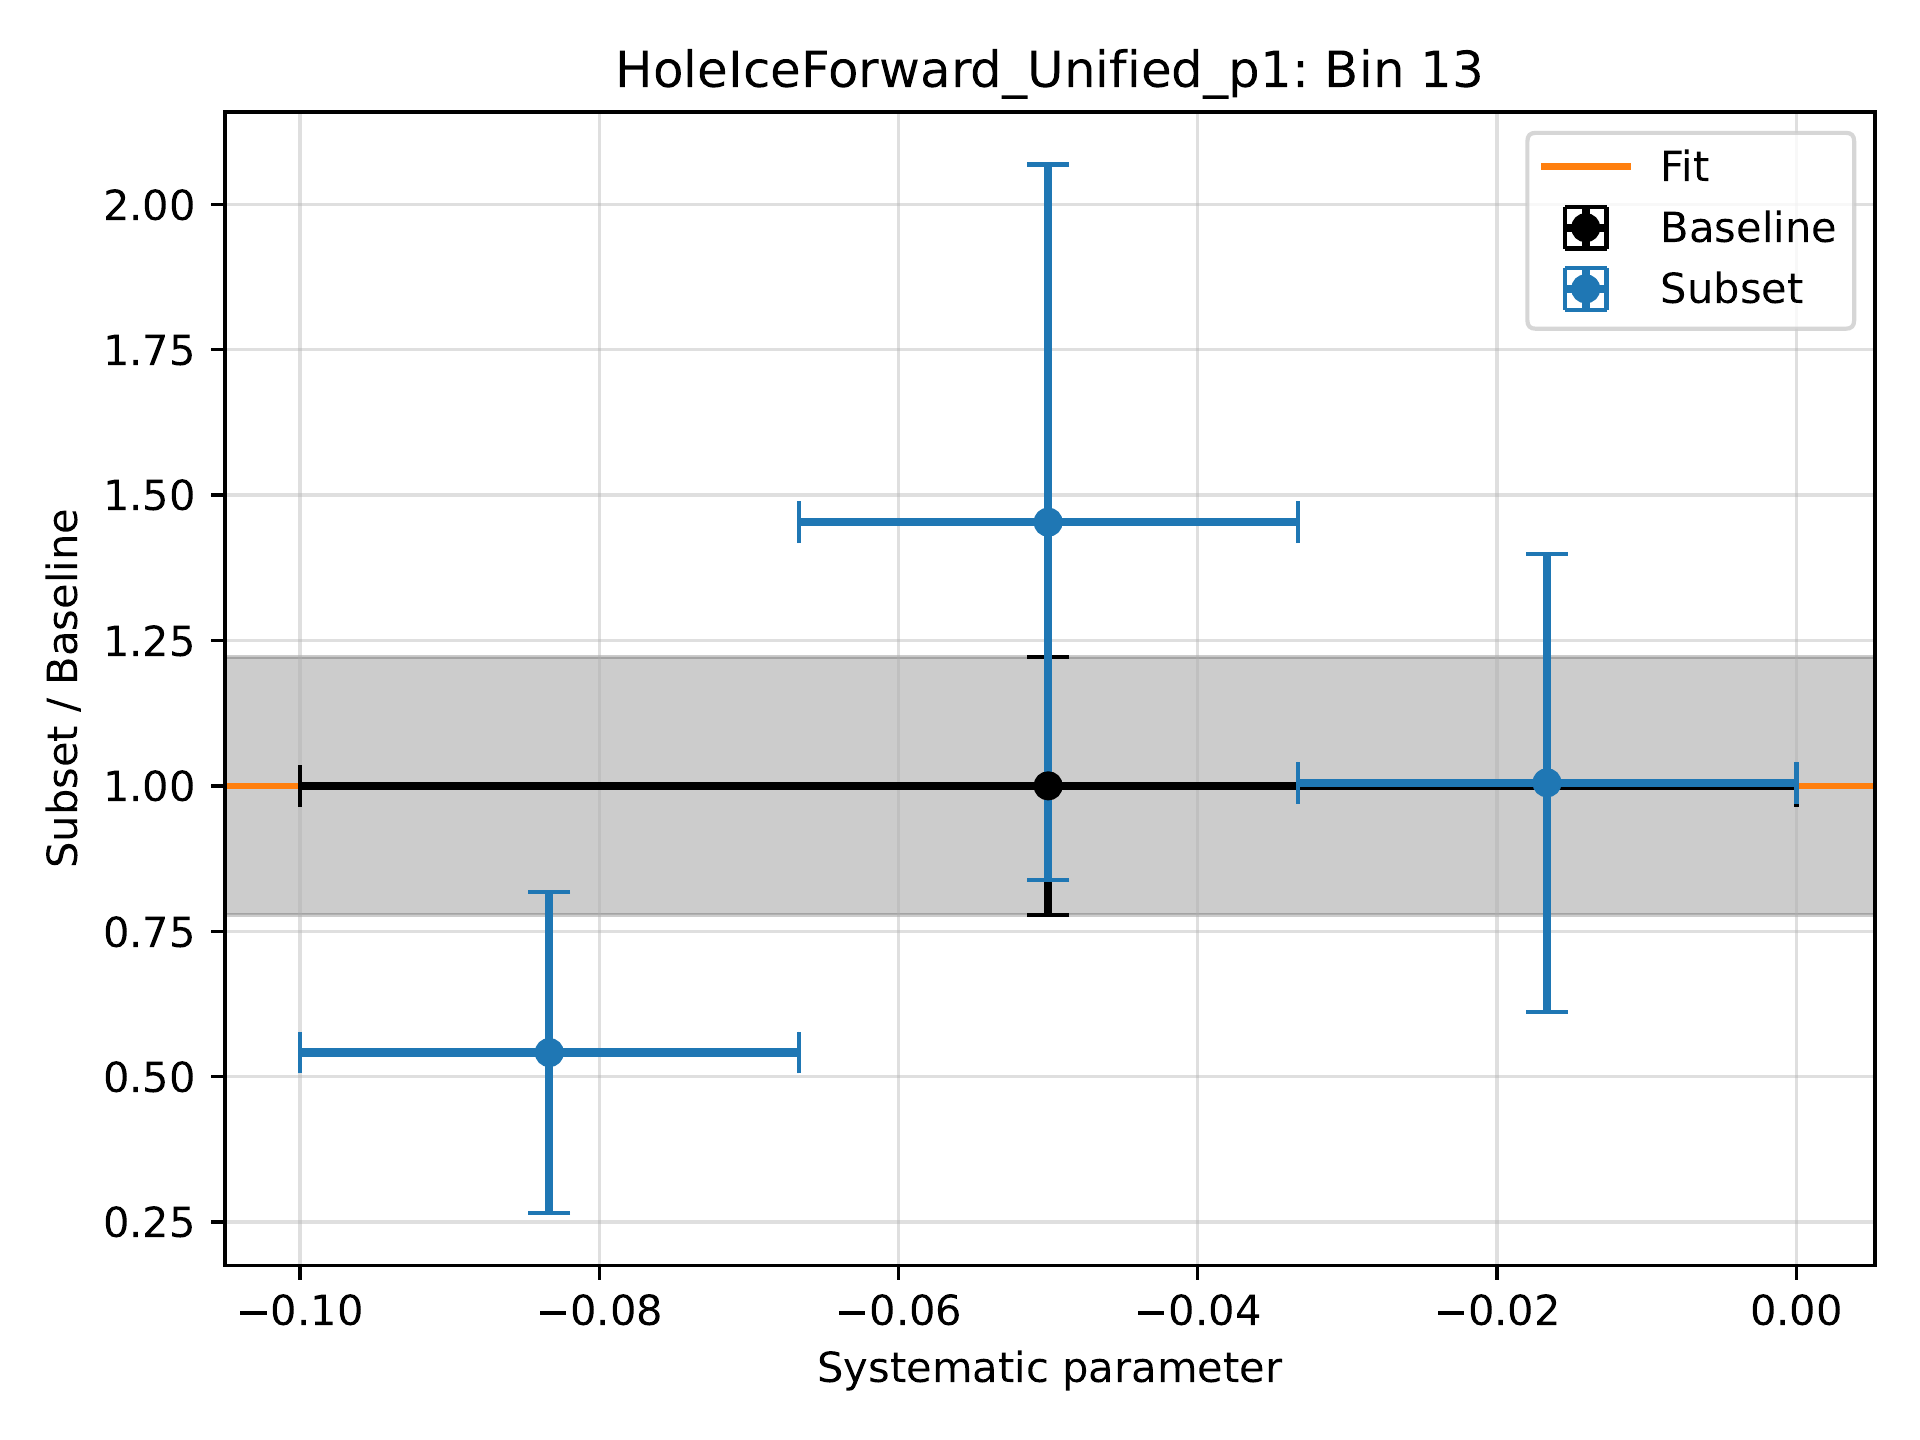 HoleIceForward_Unified_p1: Bin 13
Fit
Baseline
Subset
2.00
1.75
1.50
1.25
1.00
0.75
0.50
0.25
Subset / Baseline
−0.10
−0.08
−0.06
−0.04
−0.02
0.00
Systematic parameter